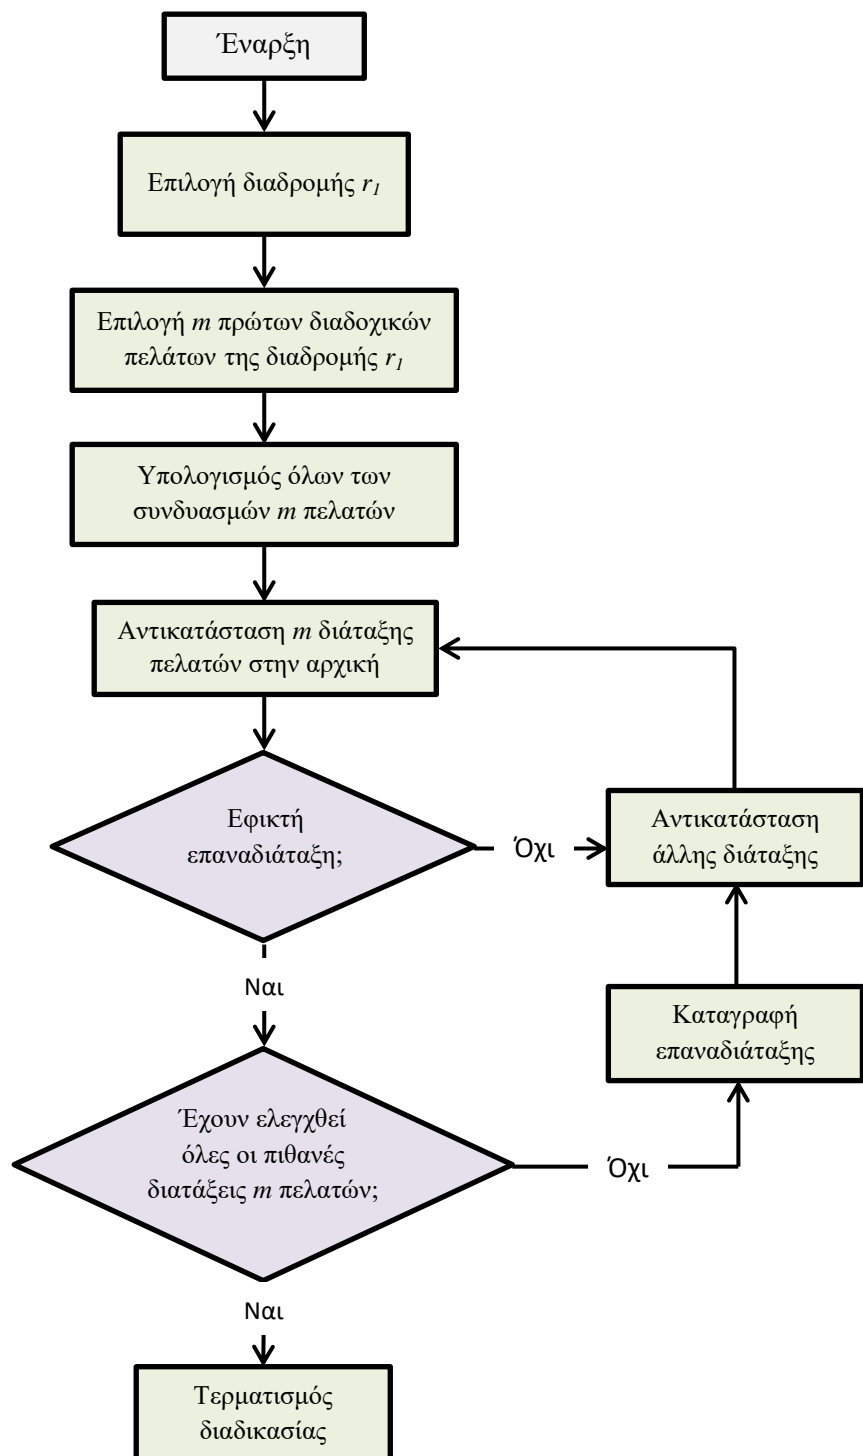 Έναρξη
Επιλογή διαδρομής r1
Επιλογή m πρώτων διαδοχικών
πελάτων της διαδρομής r1
Υπολογισμός όλων των
συνδυασμών m πελατών
Αντικατάσταση m διάταξης
πελατών στην αρχική
Εφικτή
επαναδιάταξη;
Όχι
Αντικατάσταση
άλλης διάταξης
Ναι
Καταγραφή
επαναδιάταξης
Έχουν ελεγχθεί
όλες οι πιθανές
διατάξεις m πελατών;
Όχι
Ναι
Τερματισμός
διαδικασίας